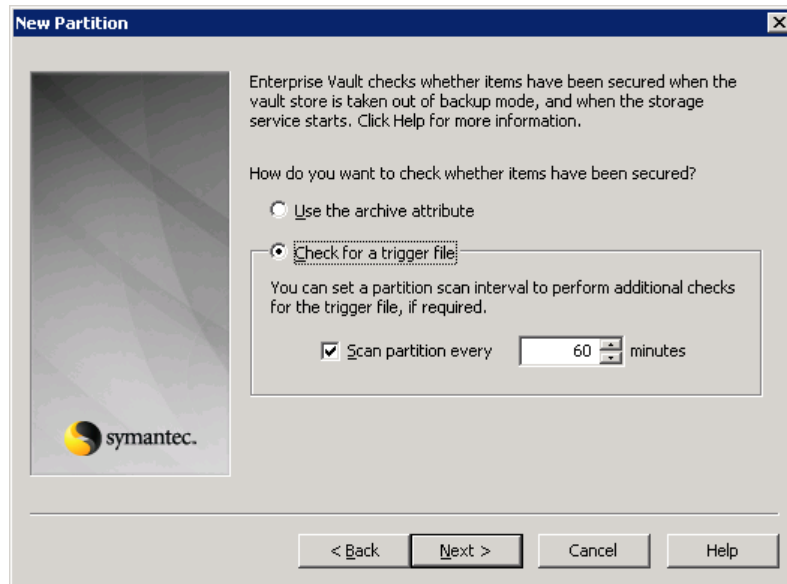 New Partition
Enterprise Vault checks whether items have been secured when the
vault store is taken out of backup mode, and when the storage
service starts. Click Help for more information.
How do you want to check whether items have been secured?
Use the archive attribute
Check for a trigger file
You can set a partition scan interval to perform additional checks
for the trigger file, if required.
Scan partition every 60 minutes
symantec.
< Back Next > Cancel Help